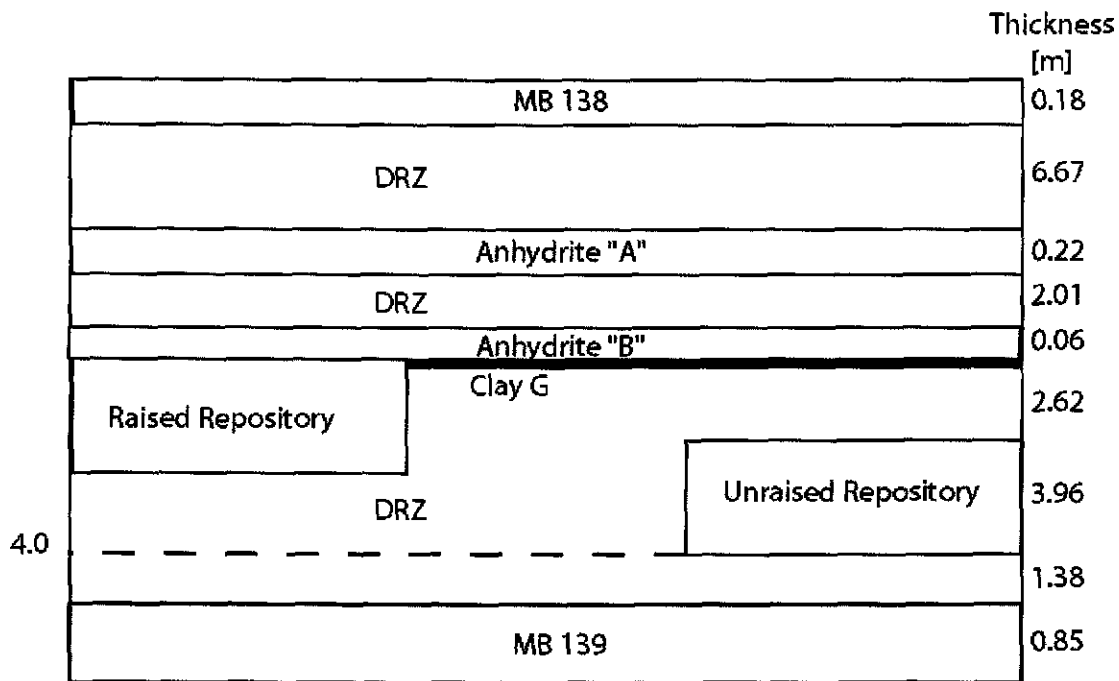 Thickness
[m]
MB 138
0.18
DRZ
6.67
Anhydrite "A"
0.22
DRZ
2.01
Anhydrite "B"
0.06
Clay G
2.62
Raised Repository
Unraised Repository
3.96
DRZ
4.0
1.38
MB 139
0.85